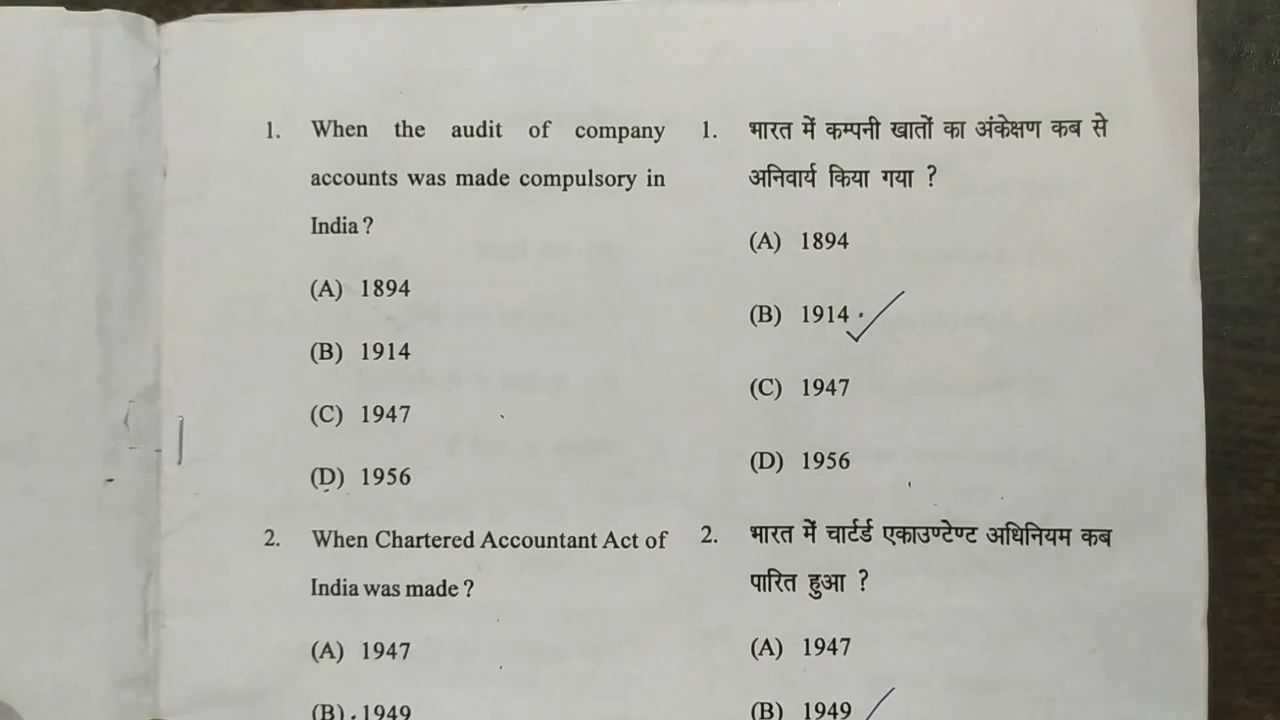 1. When the audit of company
accounts was made compulsory in
India ?
(A) 1894
(B) 1914
(C) 1947
(D) 1956
2. When Chartered Accountant Act of
India was made ?
(A) 1947
(B) 1949
1. भारत में कम्पनी खातों का अंकेक्षण कब से
अनिवार्य किया गया ?
(A) 1894
(B) 1914
(C) 1947
(D) 1956
2. भारत में चार्टर्ड एकाउण्टेण्ट अधिनियम कब
पारित हुआ ?
(A) 1947
(B) 1949